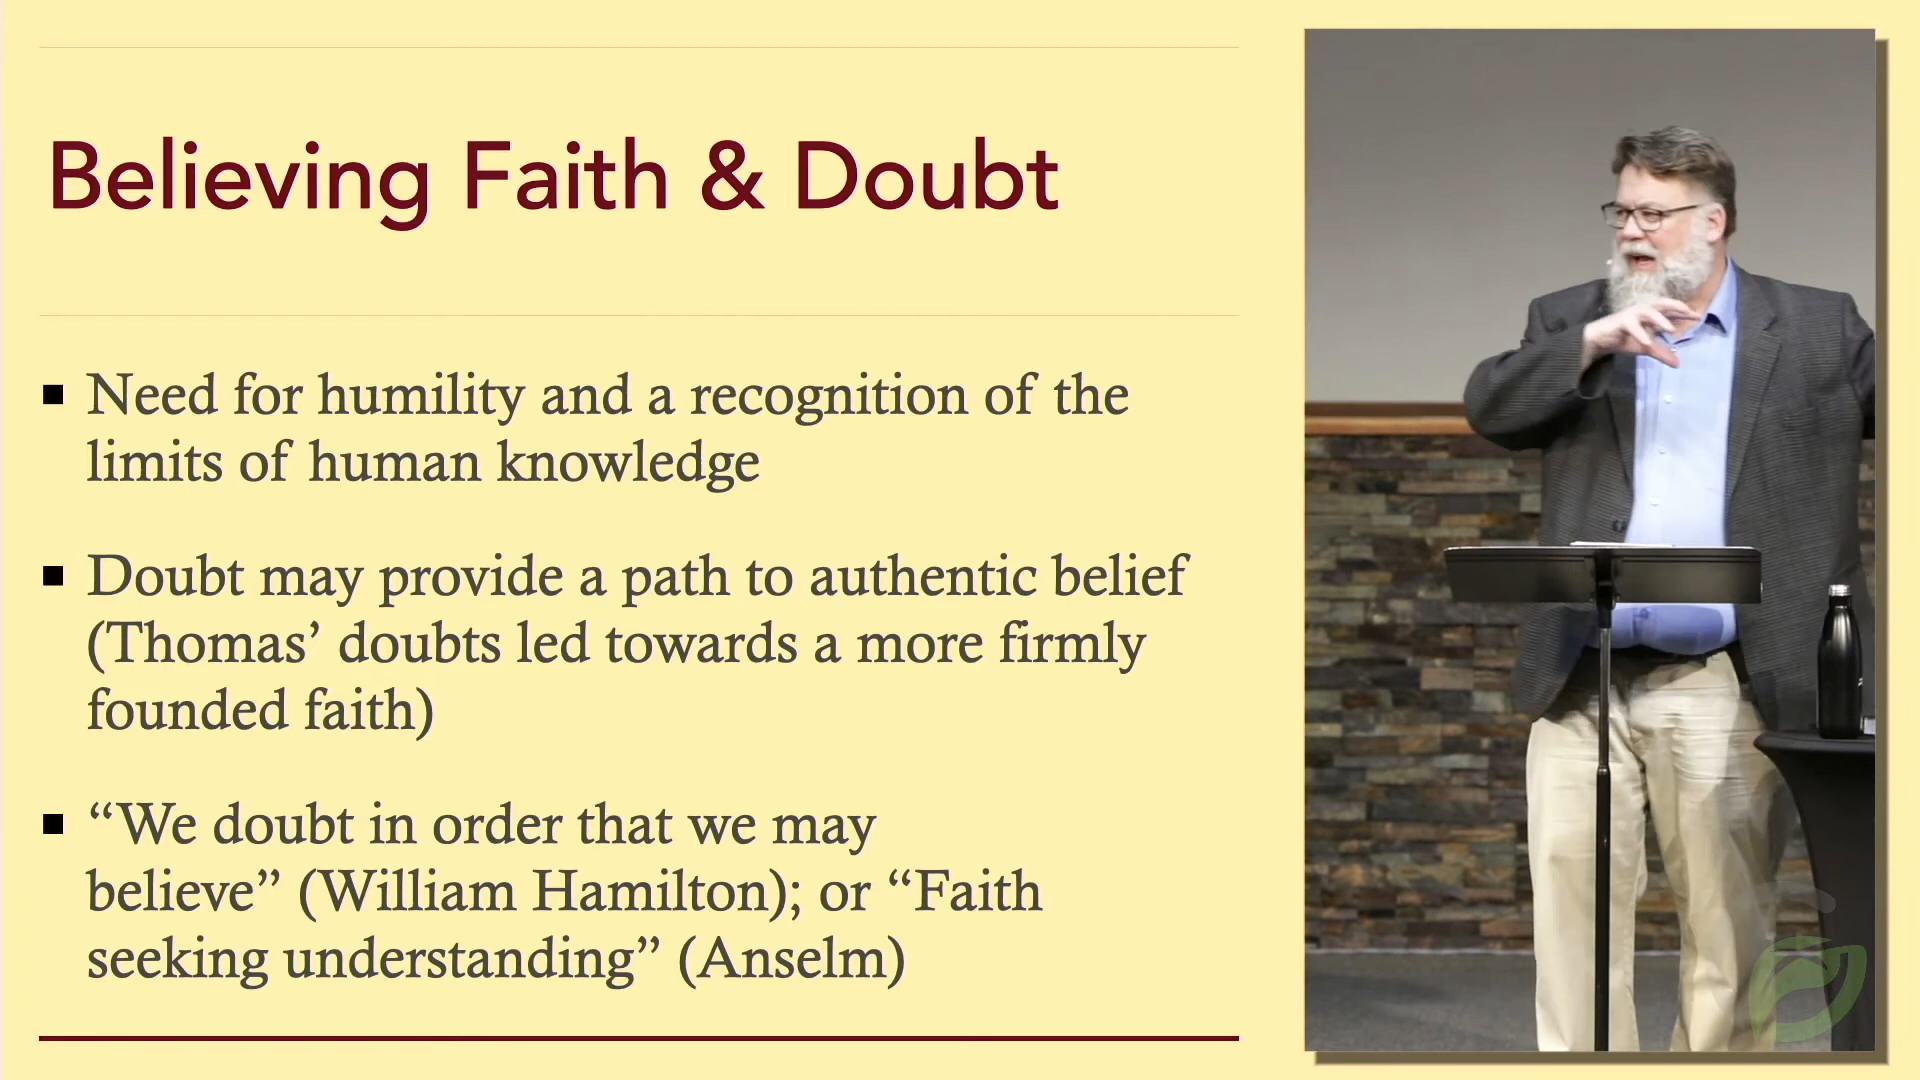 Believing Faith & Doubt
▪ Need for humility and a recognition of the
limits of human knowledge
▪ Doubt may provide a path to authentic belief
(Thomas’ doubts led towards a more firmly
founded faith)
▪ “We doubt in order that we may
believe” (William Hamilton); or “Faith
seeking understanding” (Anselm)